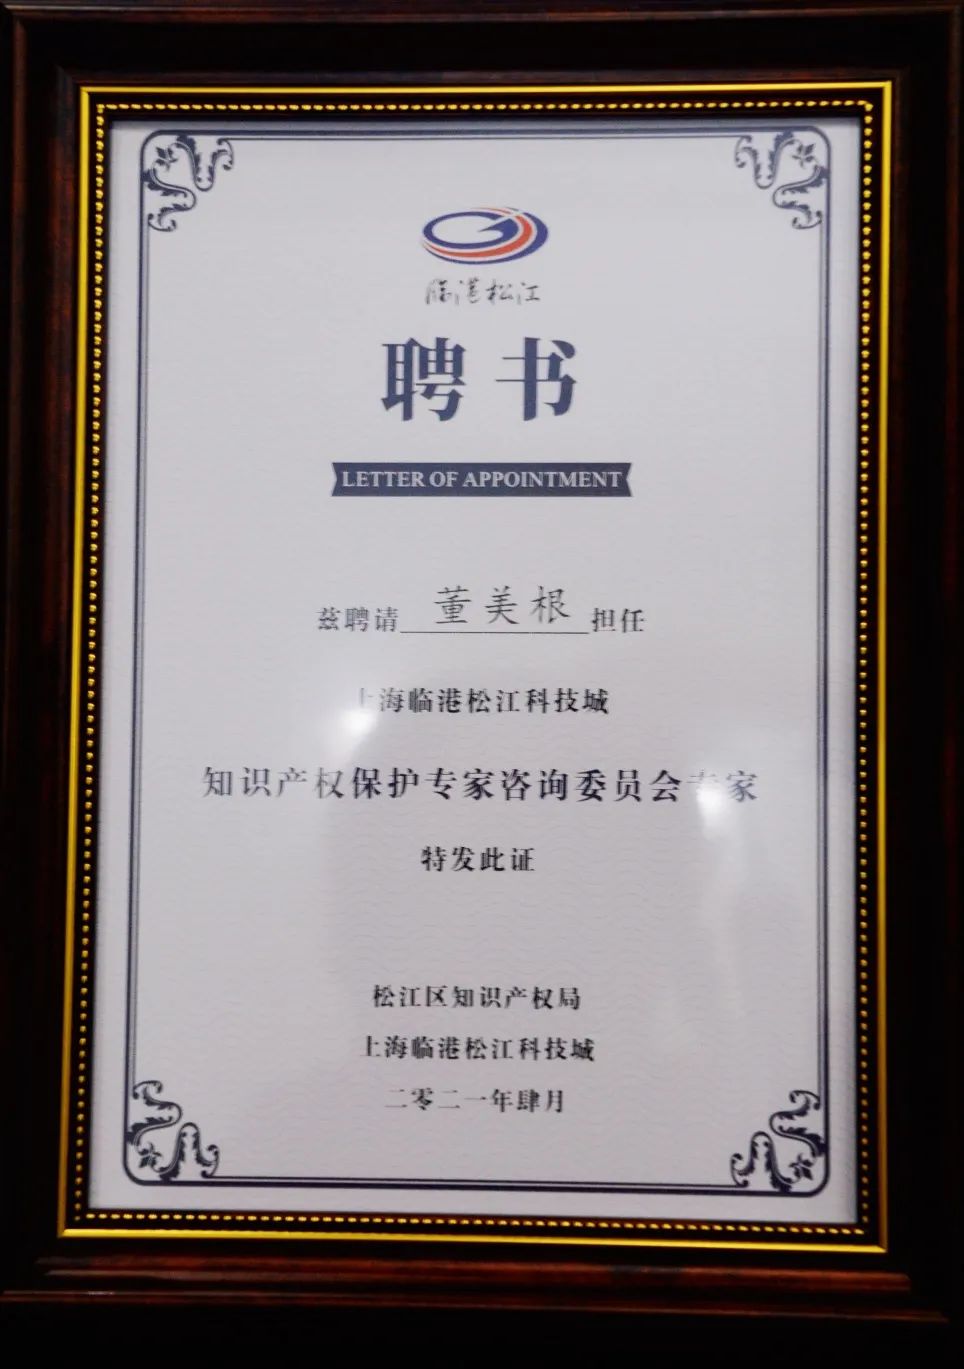 临港松江
聘书
LETTER OF APPOINTMENT
兹聘请 董美根 担任
上海临港松江科技城
知识产权保护专家咨询委员会专家
特发此证
松江区知识产权局
上海临港松江科技城
二零二一年肆月